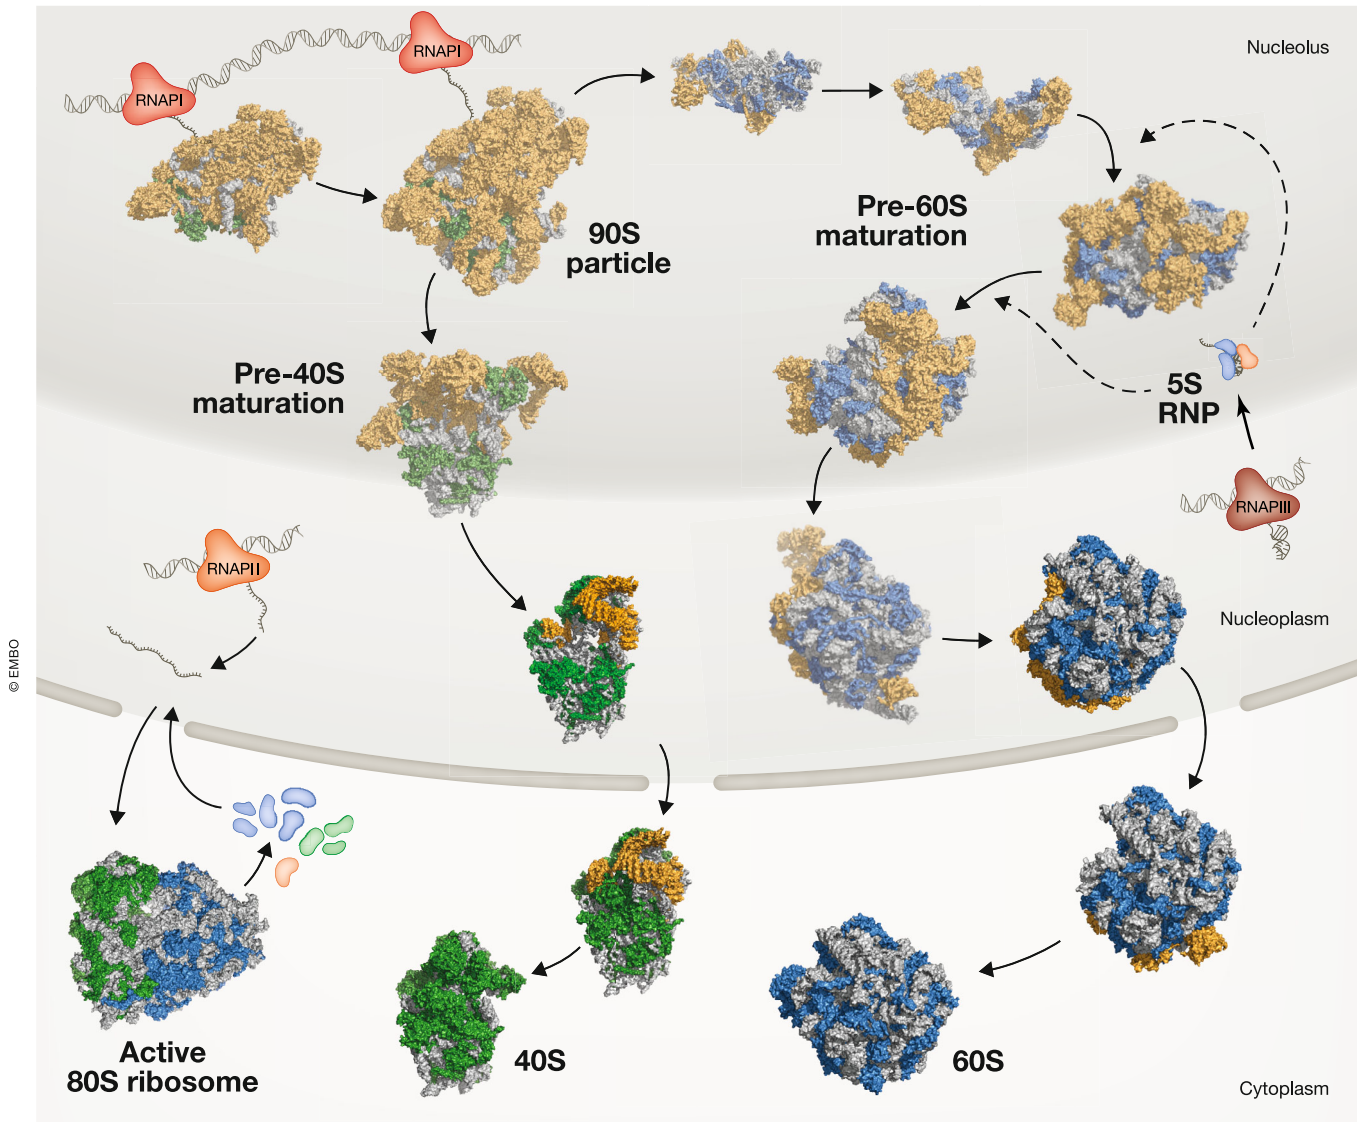 Nucleolus
RNAPI
RNAPI
90S
particle
Pre-60S
maturation
Pre-40S
maturation
5S
RNP
RNAPIII
RNAPII
Nucleoplasm
© EMBO
Active
80S ribosome
40S
60S
Cytoplasm